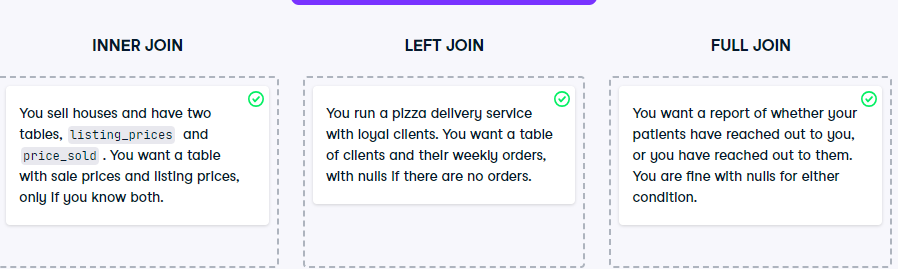 INNER JOIN
You sell houses and have two
tables, listing_prices and
price_sold . You want a table
with sale prices and listing prices,
only if you know both.
LEFT JOIN
You run a pizza delivery service
with loyal clients. You want a table
of clients and their weekly orders,
with nulls if there are no orders.
FULL JOIN
You want a report of whether your
patients have reached out to you,
or you have reached out to them.
You are fine with nulls for either
condition.